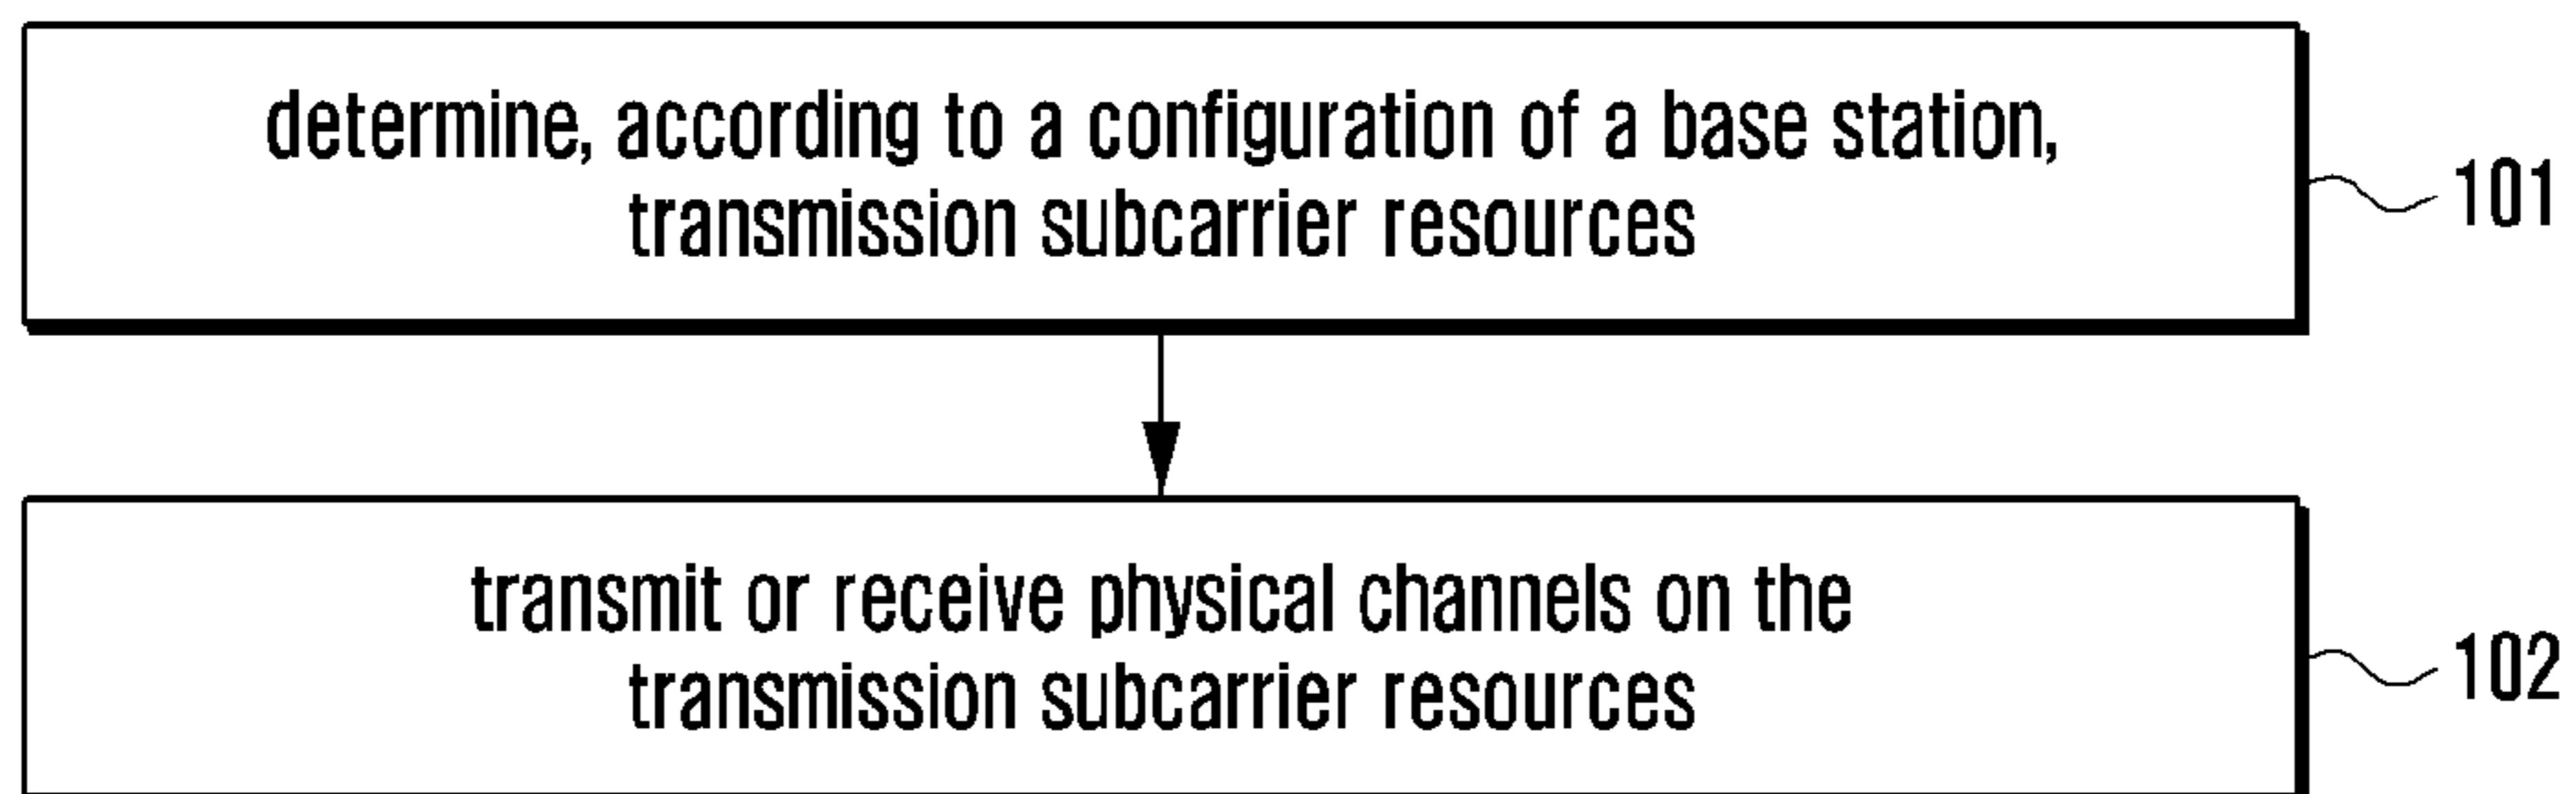 determine, according to a configuration of a base station,
transmission subcarrier resources
101
transmit or receive physical channels on the
transmission subcarrier resources
102